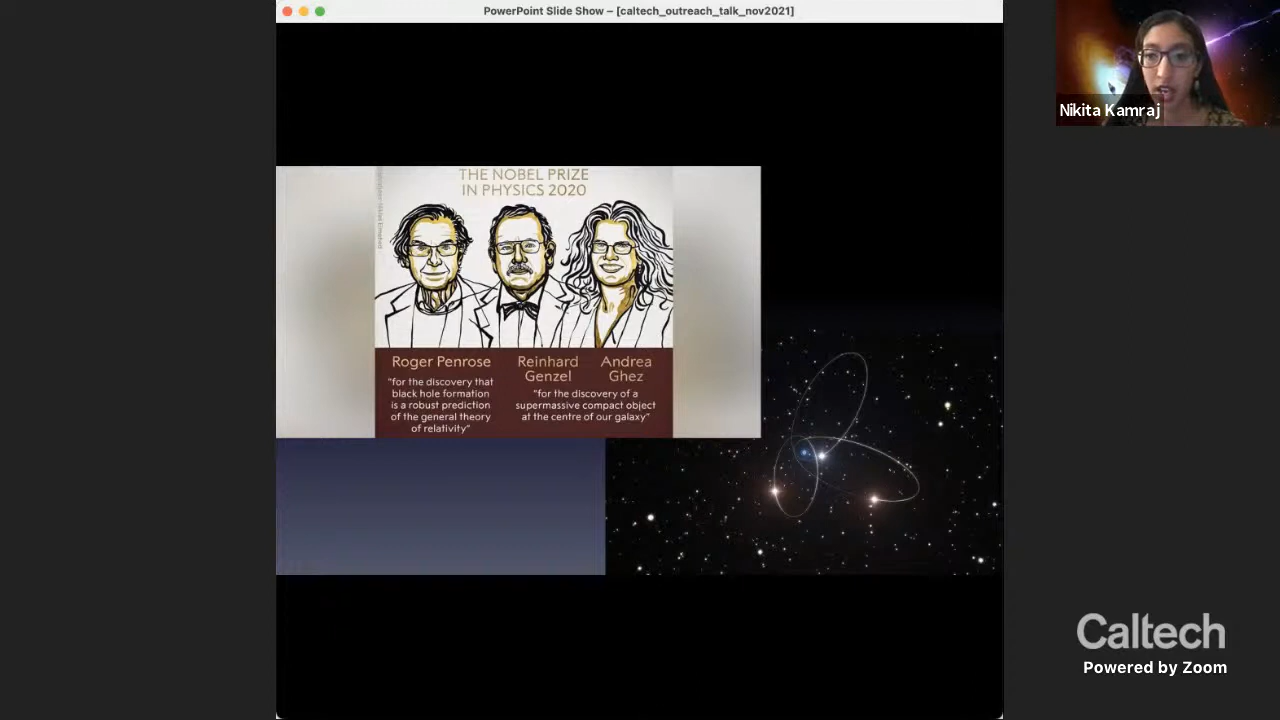 PowerPoint Slide Show – [caltech_outreach_talk_nov2021]
Nikita Kamraj
THE NOBEL PRIZE
IN PHYSICS 2020
Roger Penrose
"for the discovery that
black hole formation
is a robust prediction
of the general theory
of relativity"
Reinhard
Genzel
Andrea
Ghez
"for the discovery of a
supermassive compact object
at the centre of our galaxy"
Caltech
Powered by Zoom